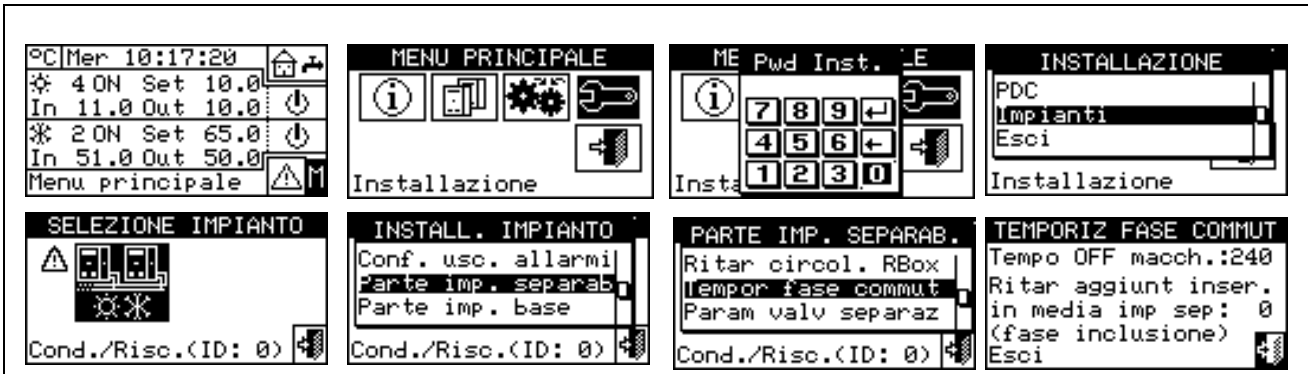 °C Mer 10:17:20
4 ON Set 10.0
In 11.0 Out 10.0
2 ON Set 65.0
In 51.0 Out 50.0
Menu principale M
MENU PRINCIPALE
i
Installazione
ME Pwd Inst. LE
i
7 8 9
4 5 6
1 2 3 0
Insta
INSTALLAZIONE
PDC
Impianti
Esci
Installazione
SELEZIONE IMPIANTO
Cond./Risc.(ID: 0)
INSTALL. IMPIANTO
Conf. usc. allarmi
Parte imp. separab
Parte imp. base
Cond./Risc.(ID: 0)
PARTE IMP. SEPARAB.
Ritar circol. RBox
Tempor fase commut
Param valv separaz
Cond./Risc.(ID: 0)
TEMPORIZ FASE COMMUT
Tempo OFF macch.:240
Ritar aggiunt inser.
in media imp sep: 0
(fase inclusione)
Esci